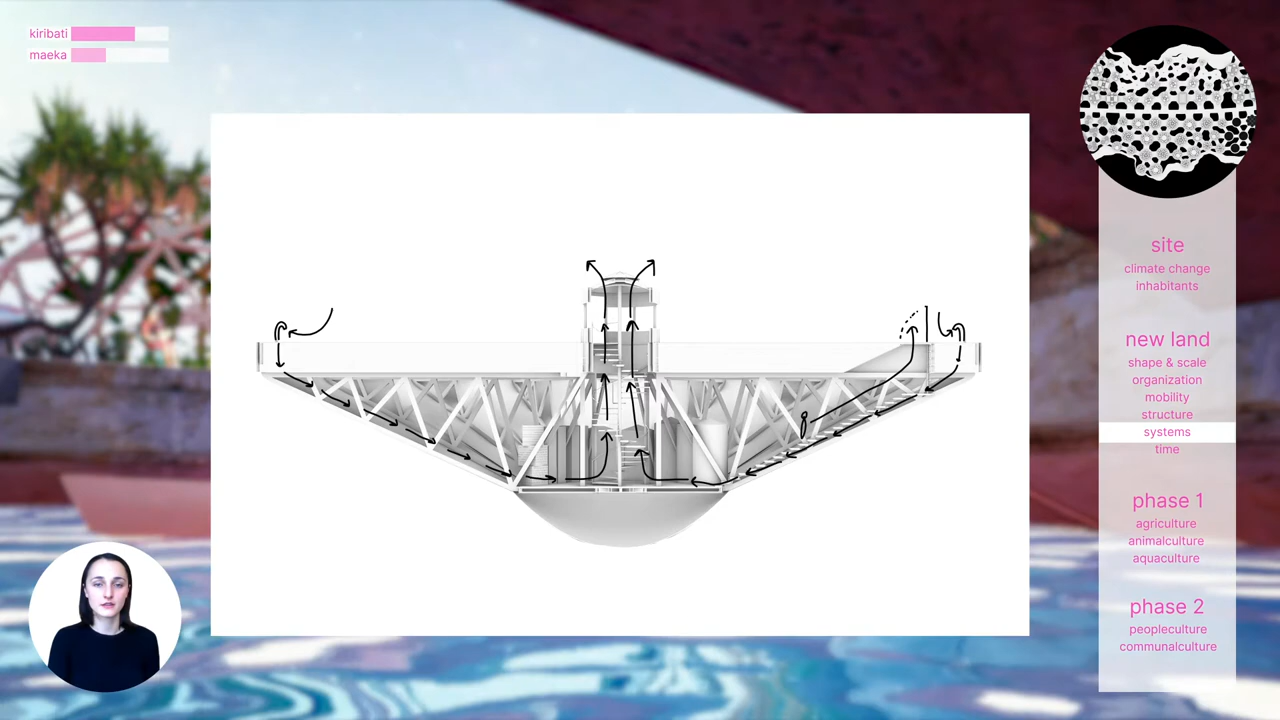 kiribati
maeka
site
climate change
inhabitants
new land
shape & scale
organization
mobility
structure
systems
time
phase 1
agriculture
animalculture
aquaculture
phase 2
peopleculture
communalculture